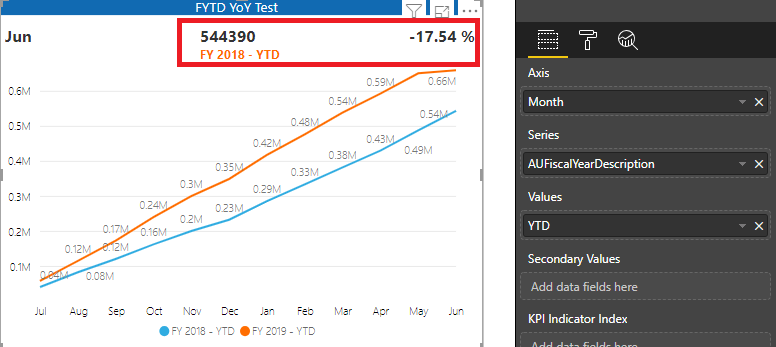 FYTD YoY Test
Jun
544390
-17.54 %
FY 2018 - YTD
0.6M
0.5M
0.4M
0.3M
0.2M
0.1M
0.04M
0.12M
0.17M
0.24M
0.3M
0.35M
0.42M
0.48M
0.54M
0.59M
0.66M
0.08M
0.12M
0.16M
0.2M
0.23M
0.29M
0.33M
0.38M
0.43M
0.49M
0.54M
Jul Aug Sep Oct Nov Dec Jan Feb Mar Apr May Jun
FY 2018 - YTD FY 2019 - YTD
Axis
Month
Series
AUFiscalYearDescription
Values
YTD
Secondary Values
Add data fields here
KPI Indicator Index
Add data fields here